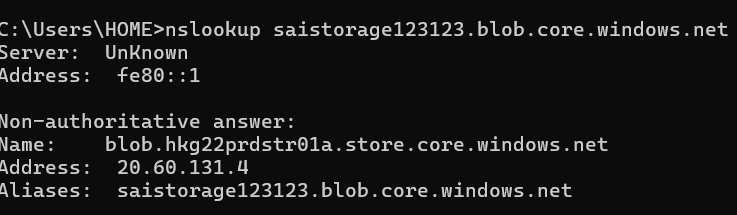 C:\Users\HOME>nslookup saistorage123123.blob.core.windows.net
Server:  UnKnown
Address:  fe80::1

Non-authoritative answer:
Name:    blob.hkg22prdstr01a.store.core.windows.net
Address:  20.60.131.4
Aliases:  saistorage123123.blob.core.windows.net